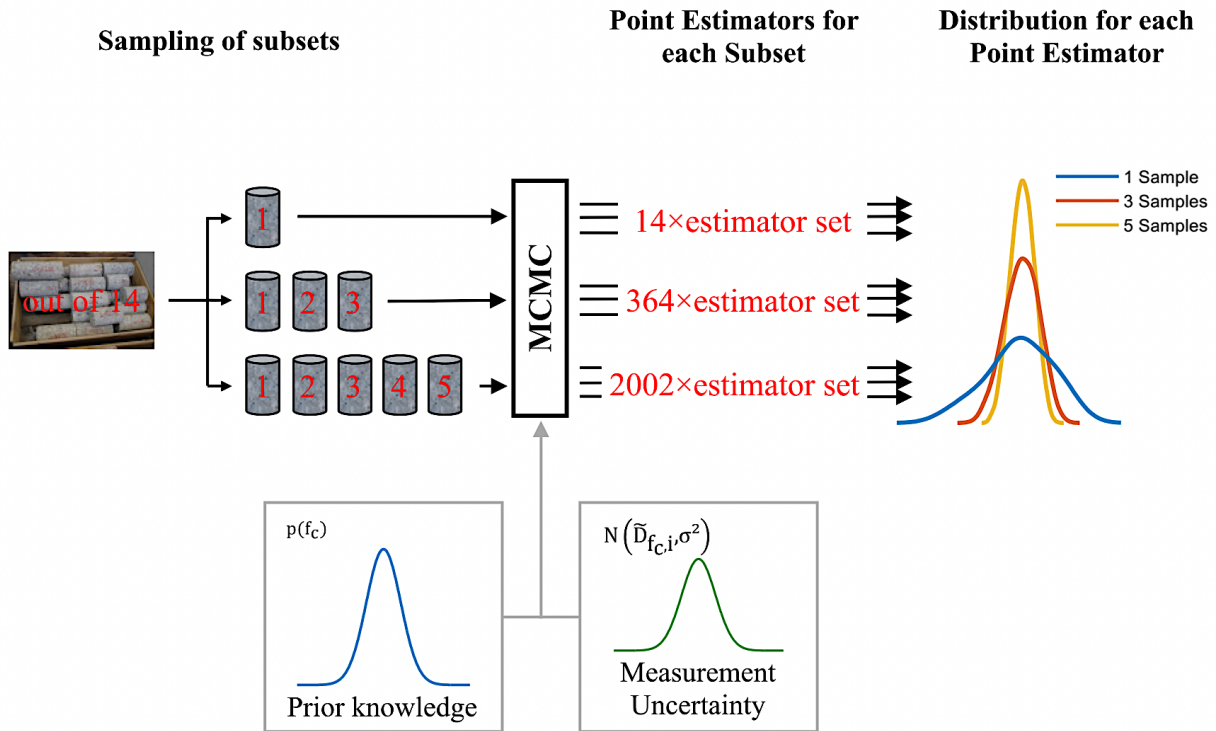 Sampling of subsets
Point Estimators for
each Subset
Distribution for each
Point Estimator
1
1 2 3
1 2 3 4 5
out of 14
MCMC
14×estimator set
364×estimator set
2002×estimator set
1 Sample
3 Samples
5 Samples
p(f_c)
Prior knowledge
N(D̃_{f_c,i},σ²)
Measurement
Uncertainty